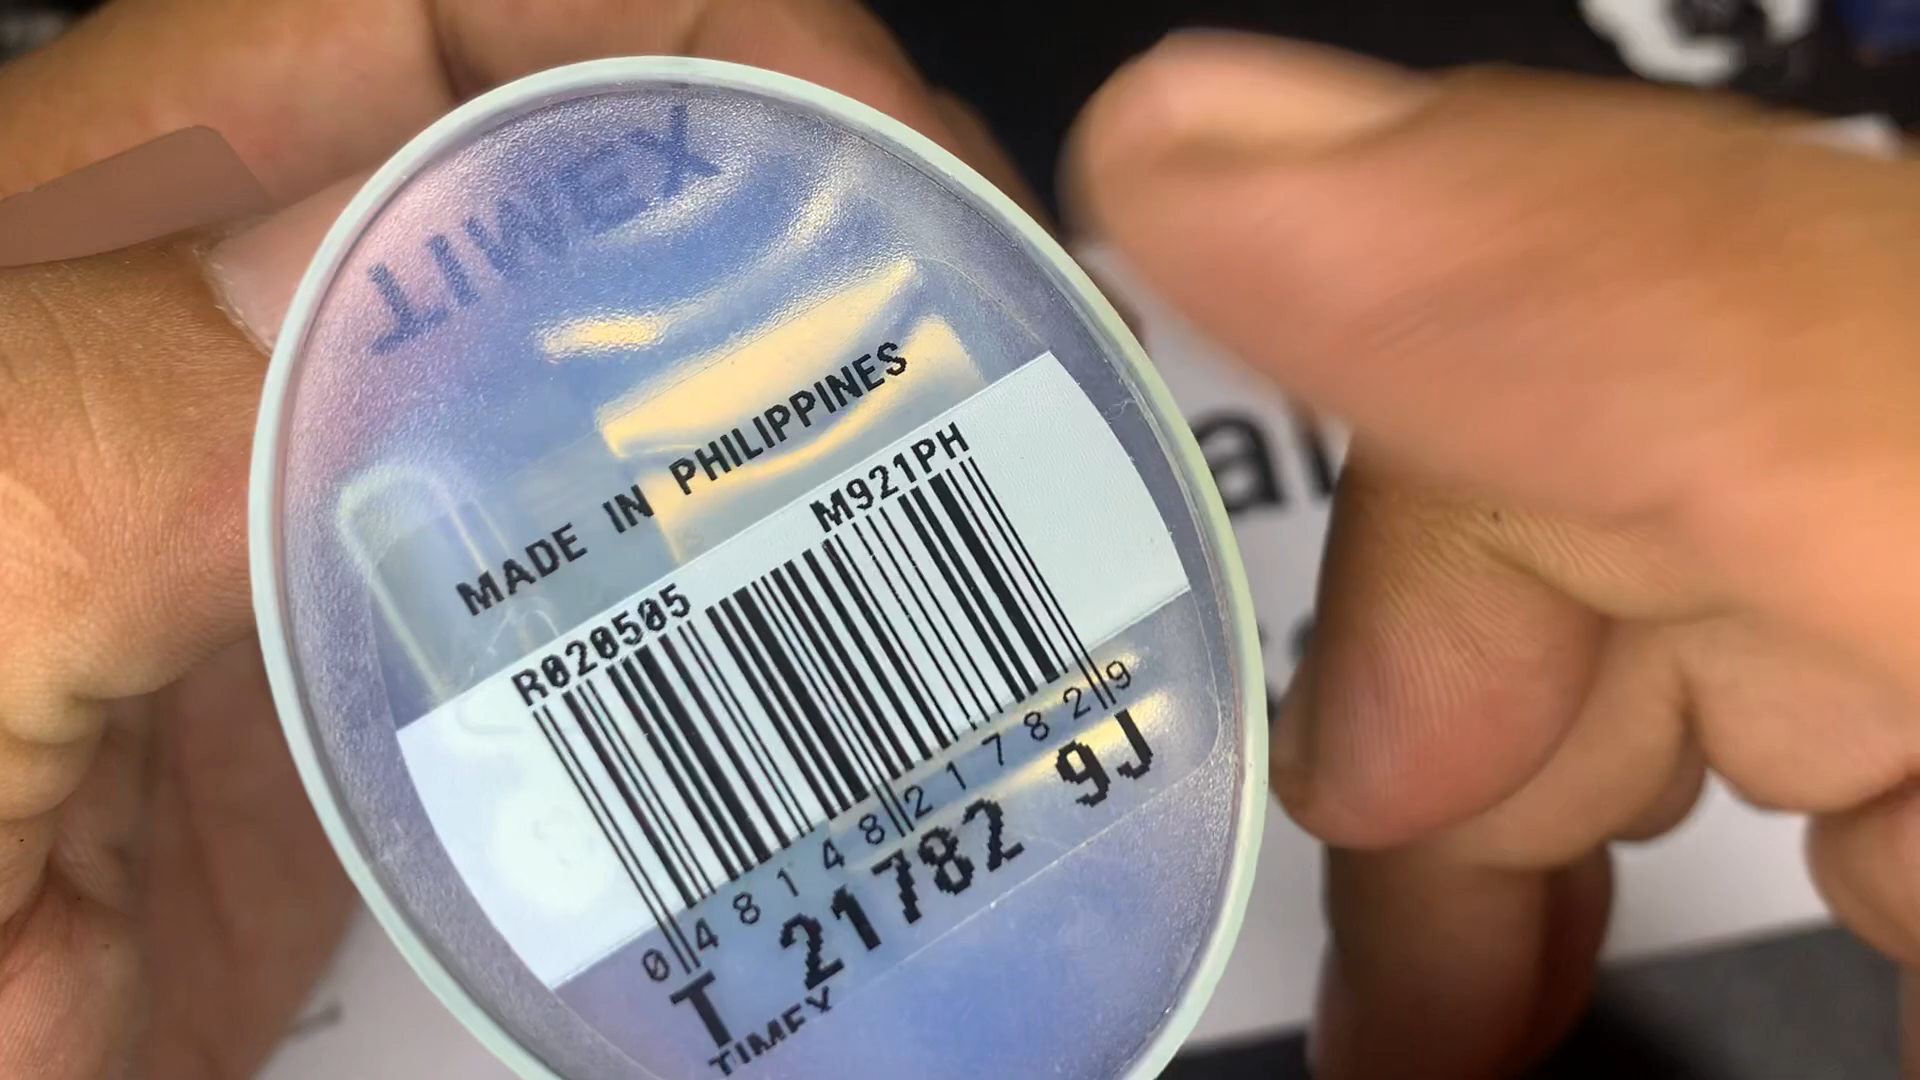 TIMEX
MADE IN PHILIPPINES
M921PH
R020505
0 48148 21782 9
T 21782 9J
TIMEX